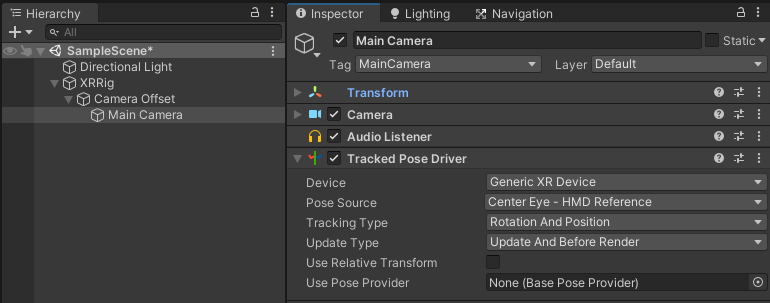 Hierarchy
All
SampleScene*
Directional Light
XRRig
Camera Offset
Main Camera
Inspector Lighting Navigation
Main Camera Static
Tag MainCamera Layer Default
Transform
Camera
Audio Listener
Tracked Pose Driver
Device Generic XR Device
Pose Source Center Eye - HMD Reference
Tracking Type Rotation And Position
Update Type Update And Before Render
Use Relative Transform
Use Pose Provider None (Base Pose Provider)